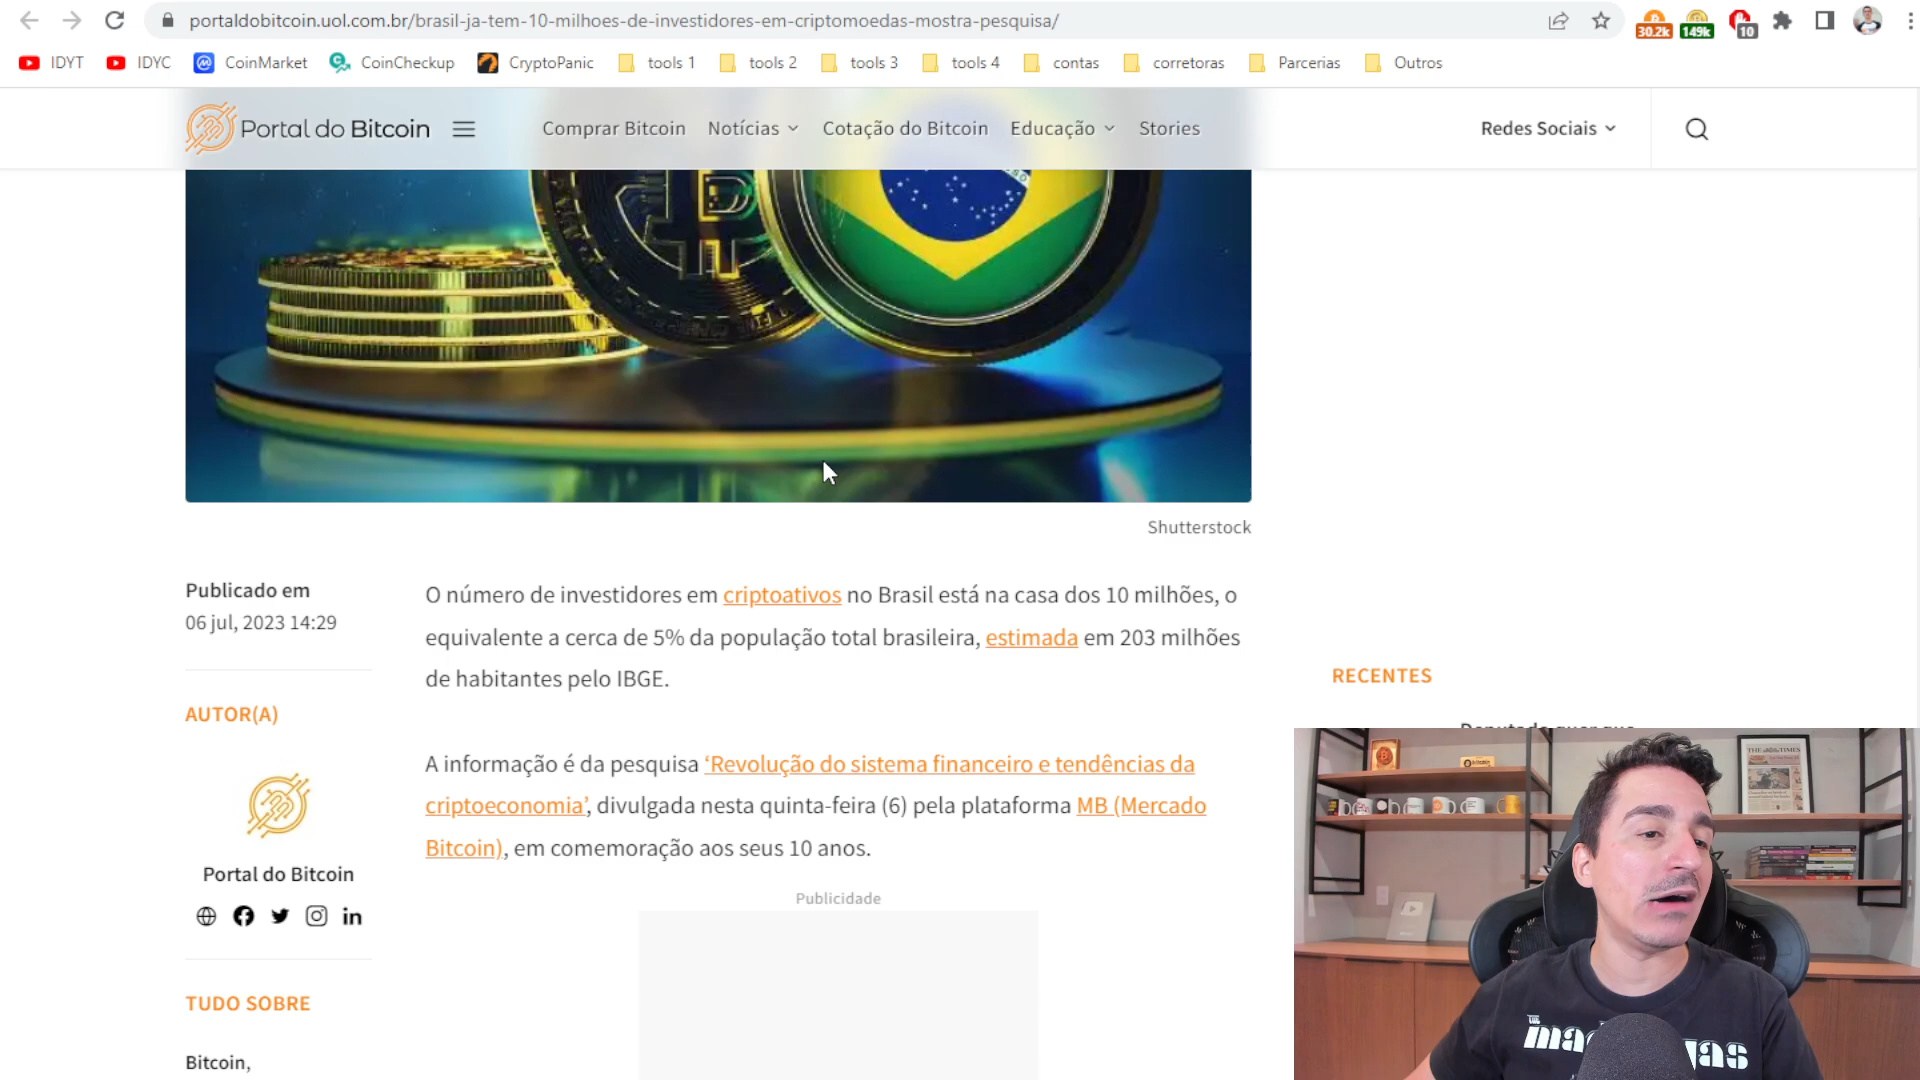 portaldobitcoin.uol.com.br/brasil-ja-tem-10-milhoes-de-investidores-em-criptomoedas-mostra-pesquisa/
30.2k 149k 10
IDYT IDYC CoinMarket CoinCheckup CryptoPanic tools 1 tools 2 tools 3 tools 4 contas corretoras Parcerias Outros
Portal do Bitcoin Comprar Bitcoin Notícias Cotação do Bitcoin Educação Stories Redes Sociais
Shutterstock
Publicado em
06 jul, 2023 14:29
AUTOR(A)
Portal do Bitcoin
TUDO SOBRE
Bitcoin,
O número de investidores em criptoativos no Brasil está na casa dos 10 milhões, o
equivalente a cerca de 5% da população total brasileira, estimada em 203 milhões
de habitantes pelo IBGE.
A informação é da pesquisa ‘Revolução do sistema financeiro e tendências da
criptoeconomia’, divulgada nesta quinta-feira (6) pela plataforma MB (Mercado
Bitcoin), em comemoração aos seus 10 anos.
Publicidade
RECENTES
Deputado quer que
THE TIMES
THE